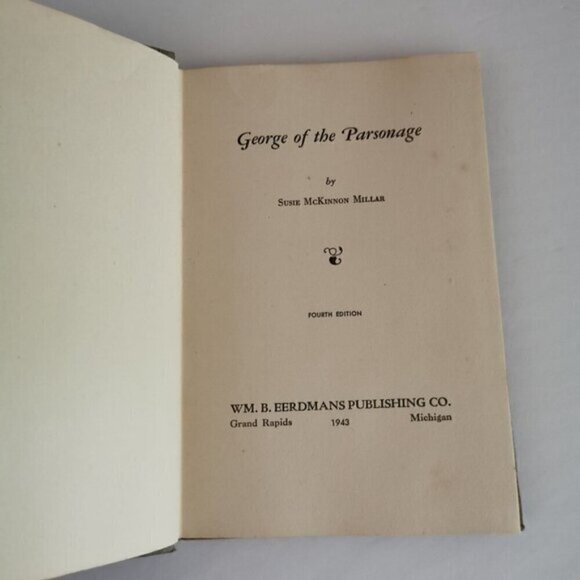 George of the Parsonage
by
Susie McKinnon Millar
FOURTH EDITION
WM. B. EERDMANS PUBLISHING CO.
Grand Rapids 1943 Michigan